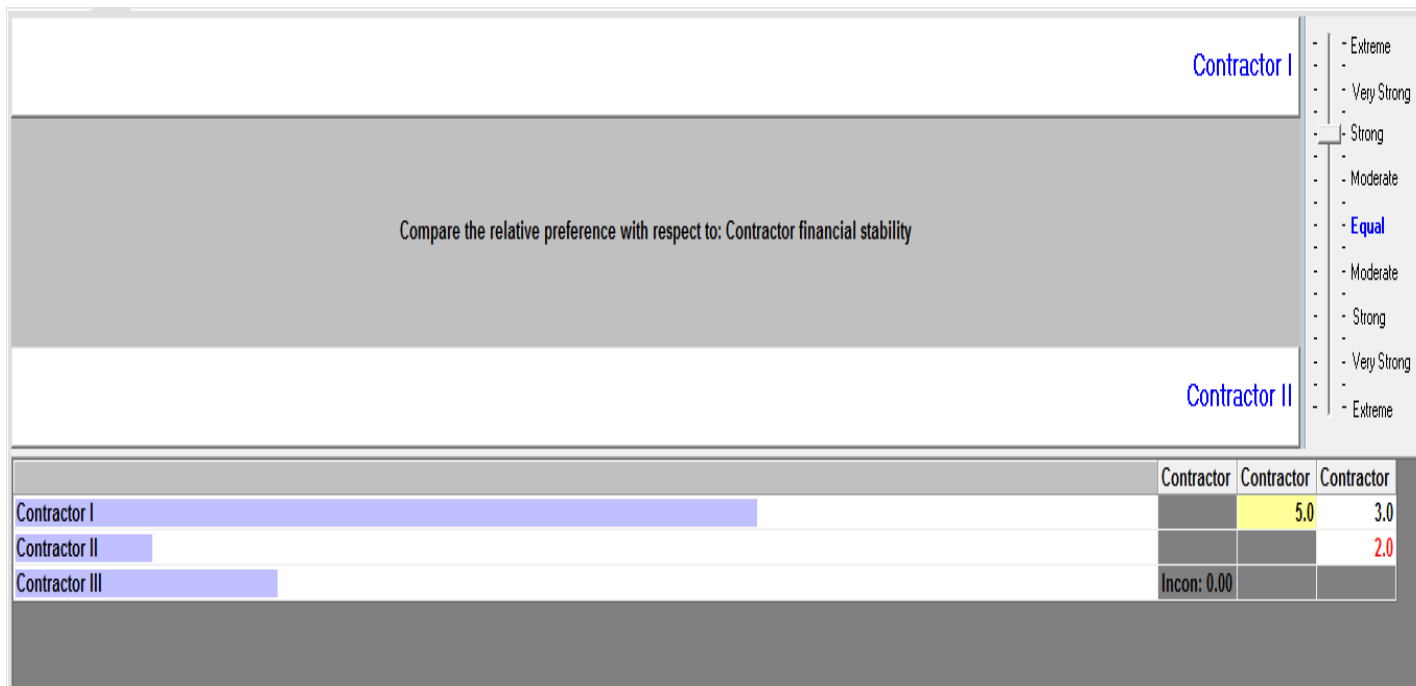 Contractor I
Extreme
Very Strong
Strong
Moderate
Equal
Moderate
Strong
Very Strong
Extreme
Compare the relative preference with respect to: Contractor financial stability
Contractor II
Contractor Contractor Contractor
Contractor I 5.0 3.0
Contractor II 2.0
Contractor III Incon: 0.00